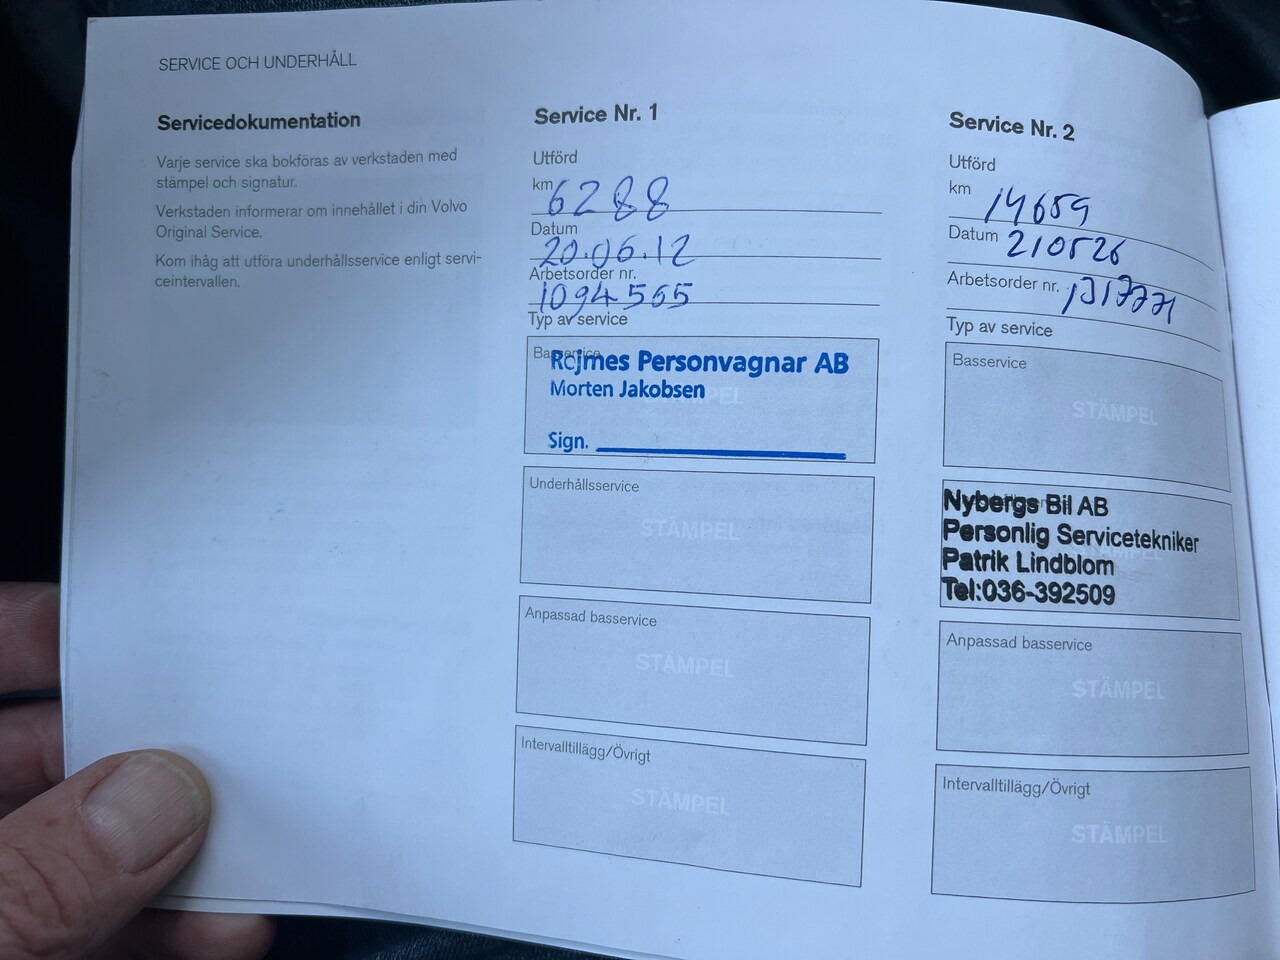 SERVICE OCH UNDERHÅLL
Servicedokumentation
Varje service ska bokföras av verkstaden med
stämpel och signatur.
Verkstaden informerar om innehållet i din Volvo
Original Service.
Kom ihåg att utföra underhållsservice enligt servi-
ceintervallen.
Service Nr. 1
Utförd
km 6288
Datum 20.06.12
Arbetsorder nr. 1094565
Typ av service
Basservice
Rejmes Personvagnar AB
Morten Jakobsen
Sign.
Underhållsservice
STÄMPEL
Anpassad basservice
STÄMPEL
Intervalltillägg/Övrigt
STÄMPEL
Service Nr. 2
Utförd
km 14659
Datum 210526
Arbetsorder nr.
Typ av service
Basservice
STÄMPEL
Nybergs Bil AB
Personlig Servicetekniker
Patrik Lindblom
Tel:036-392509
Anpassad basservice
STÄMPEL
Intervalltillägg/Övrigt
STÄMPEL